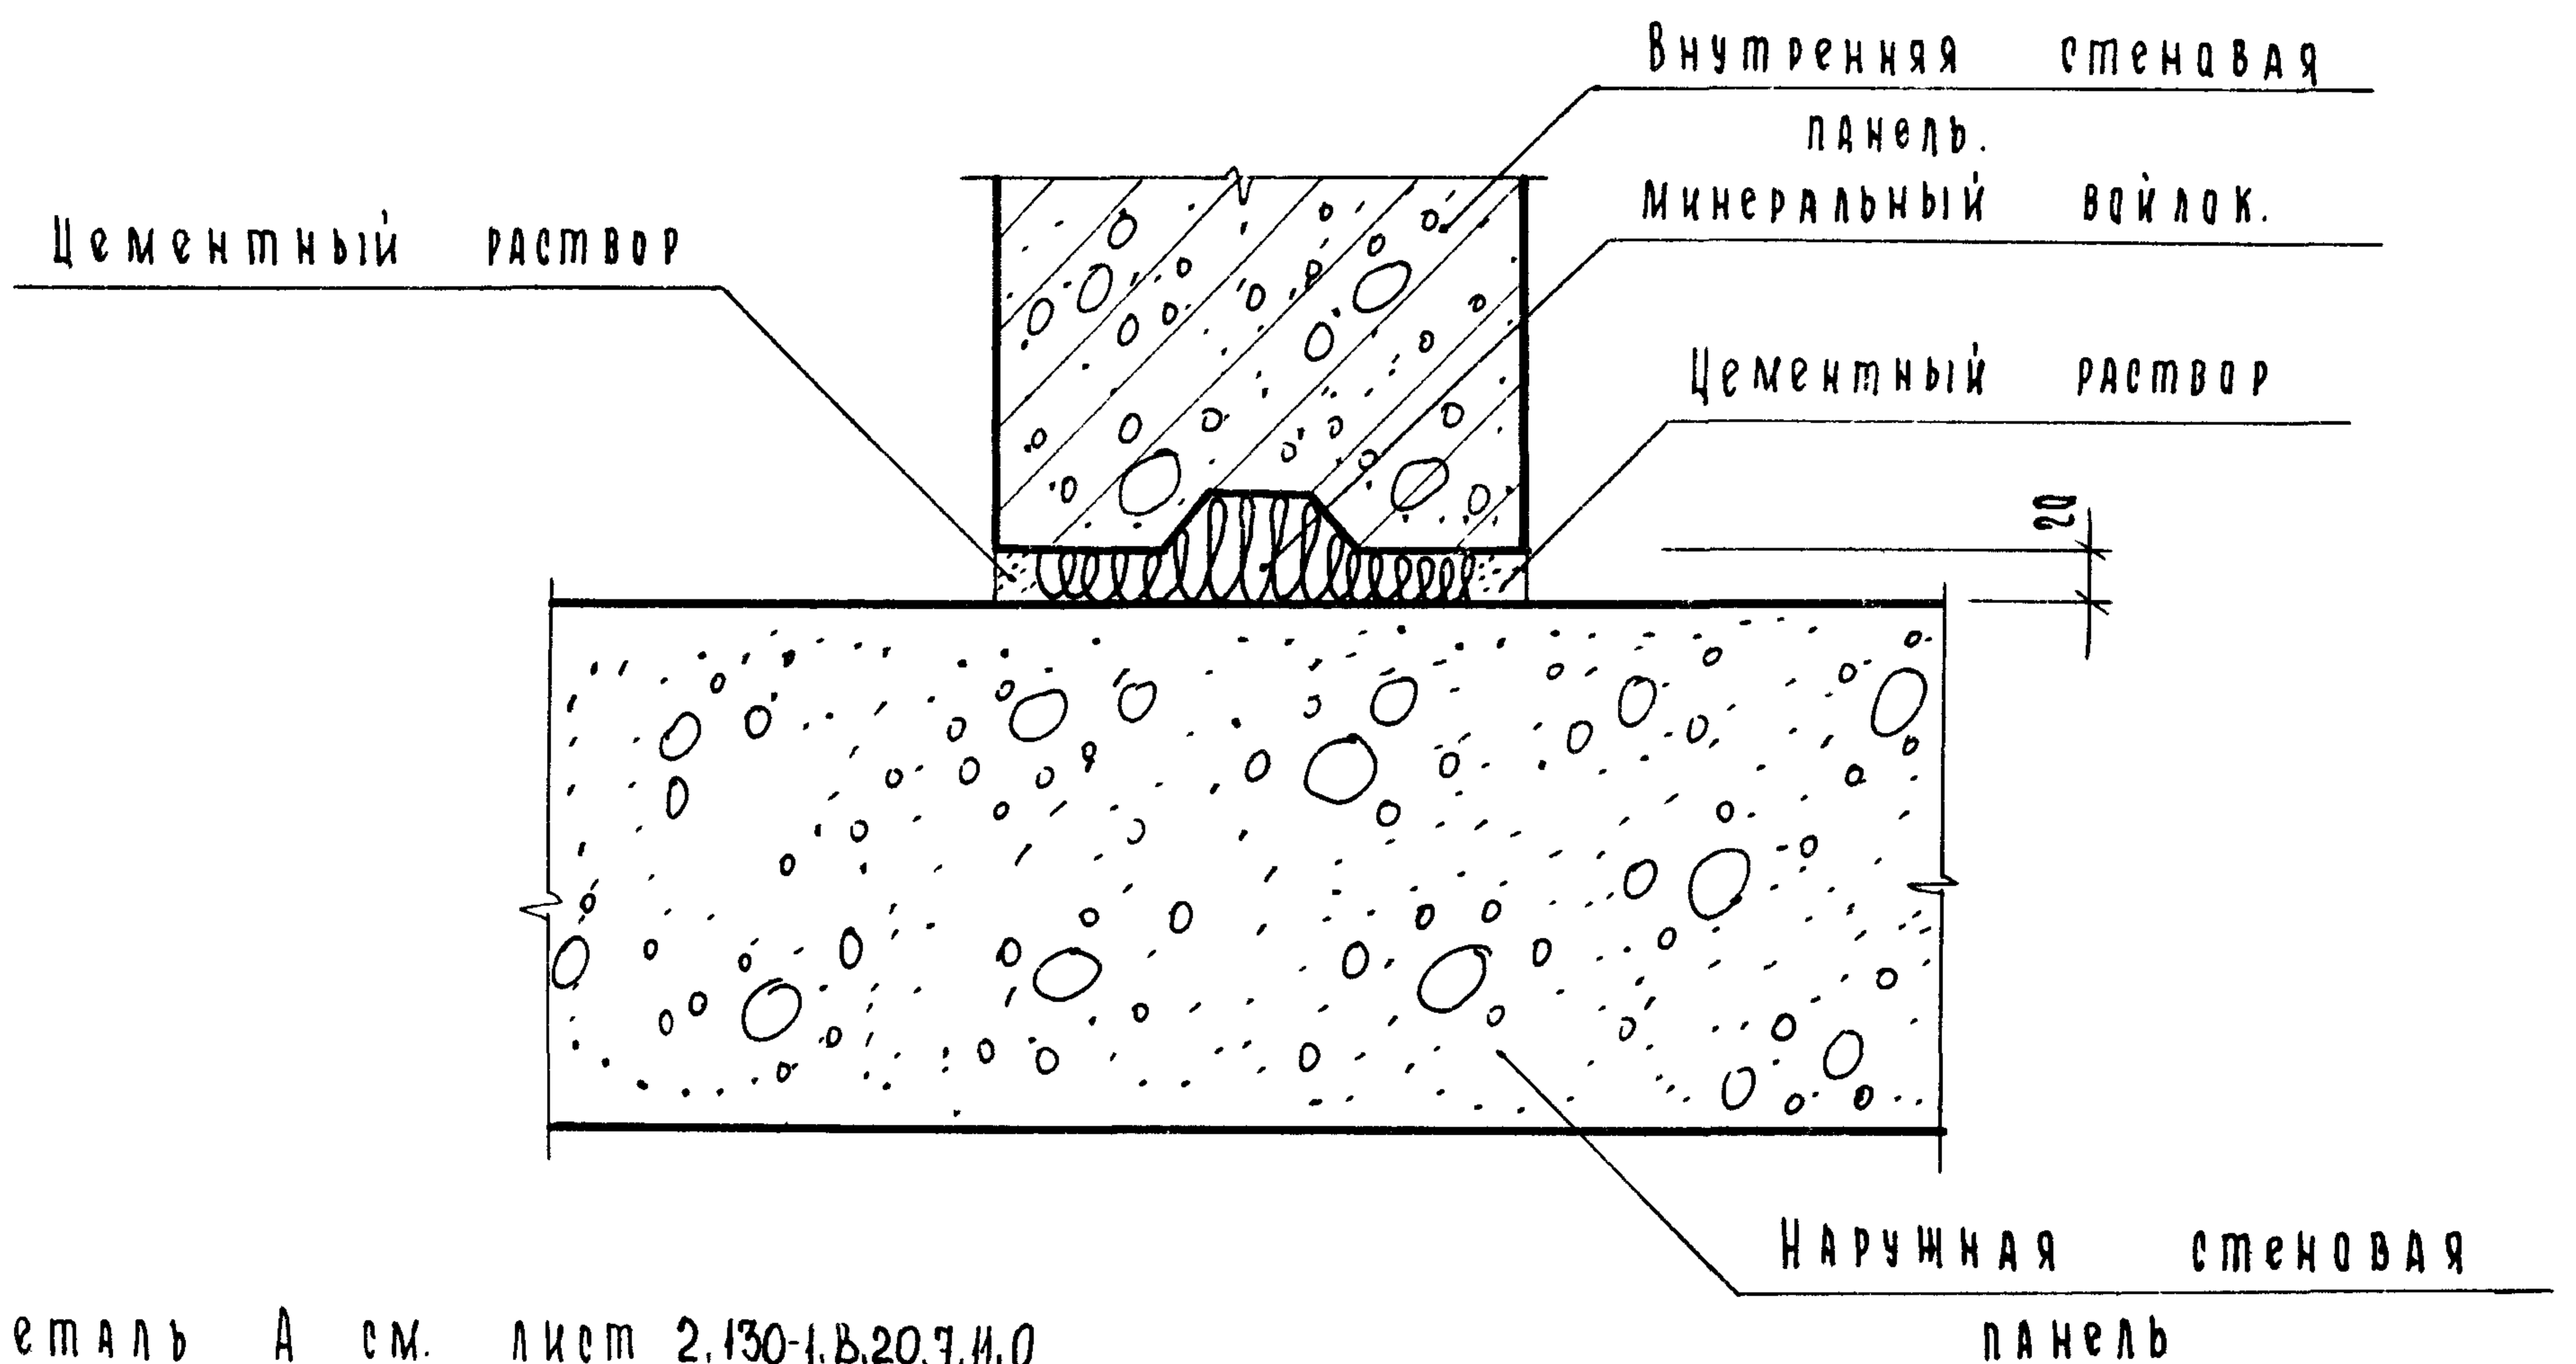 Внутренняя стеновая
панель.
Минеральный войлок.
Цементный раствор
Цементный раствор
20
Наружная стеновая
панель
еталь А см. лист 2.130-1.В.20.7.11.0